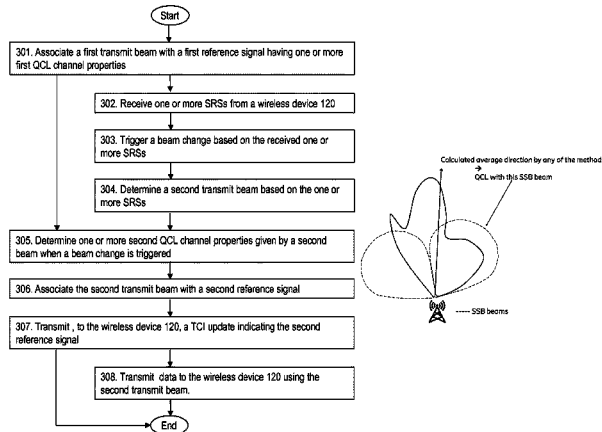 Start
301. Associate a first transmit beam with a first reference signal having one or more
first QCL channel properties
302. Receive one or more SRSs from a wireless device 120
303. Trigger a beam change based on the received one or
more SRSs
304. Determine a second transmit beam based on the one or
more SRSs
305. Determine one or more second QCL channel properties given by a second
beam when a beam change is triggered
306. Associate the second transmit beam with a second reference signal
307. Transmit , to the wireless device 120, a TCI update indicating the second
reference signal
308. Transmit data to the wireless device 120 using the
second transmit beam.
End
Calculated average direction by any of the method
→
QCL with this SSB beam
----- SSB beams